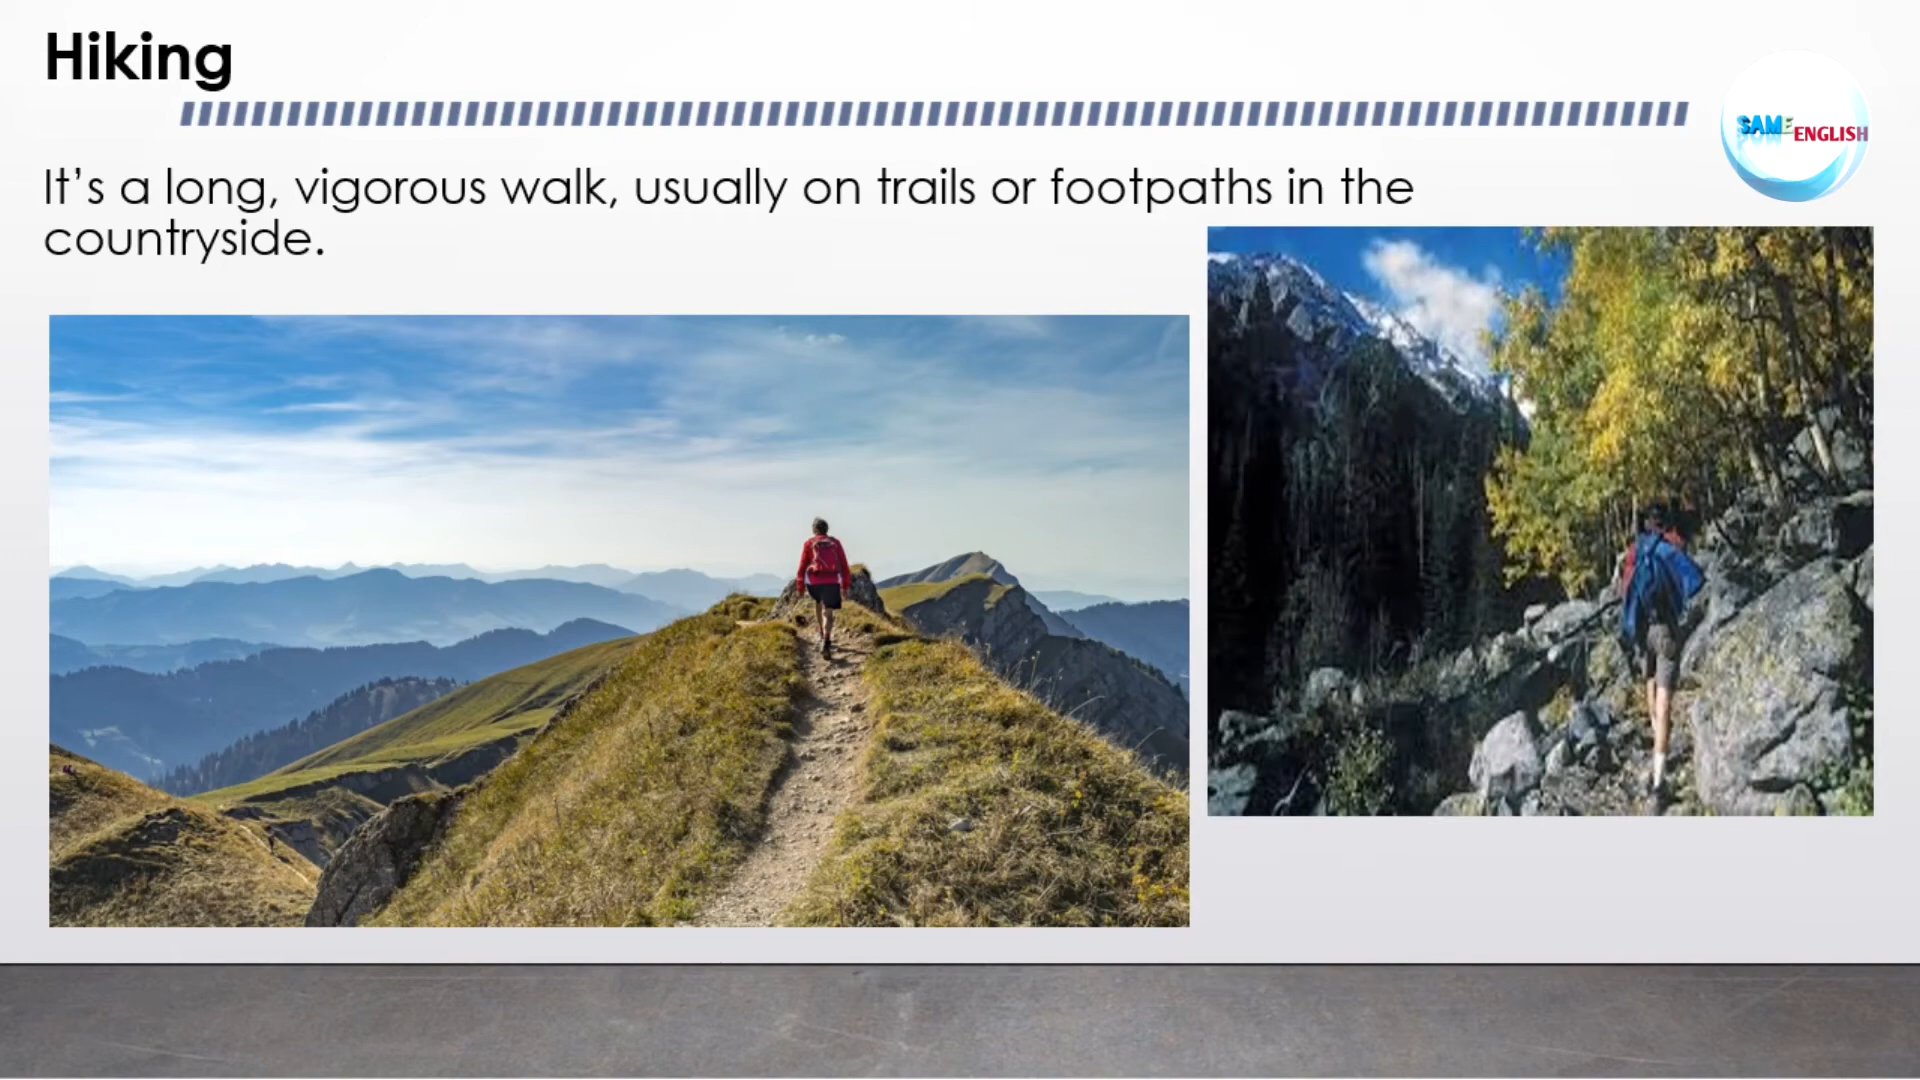 Hiking
SAME
ENGLISH
It's a long, vigorous walk, usually on trails or footpaths in the
countryside.